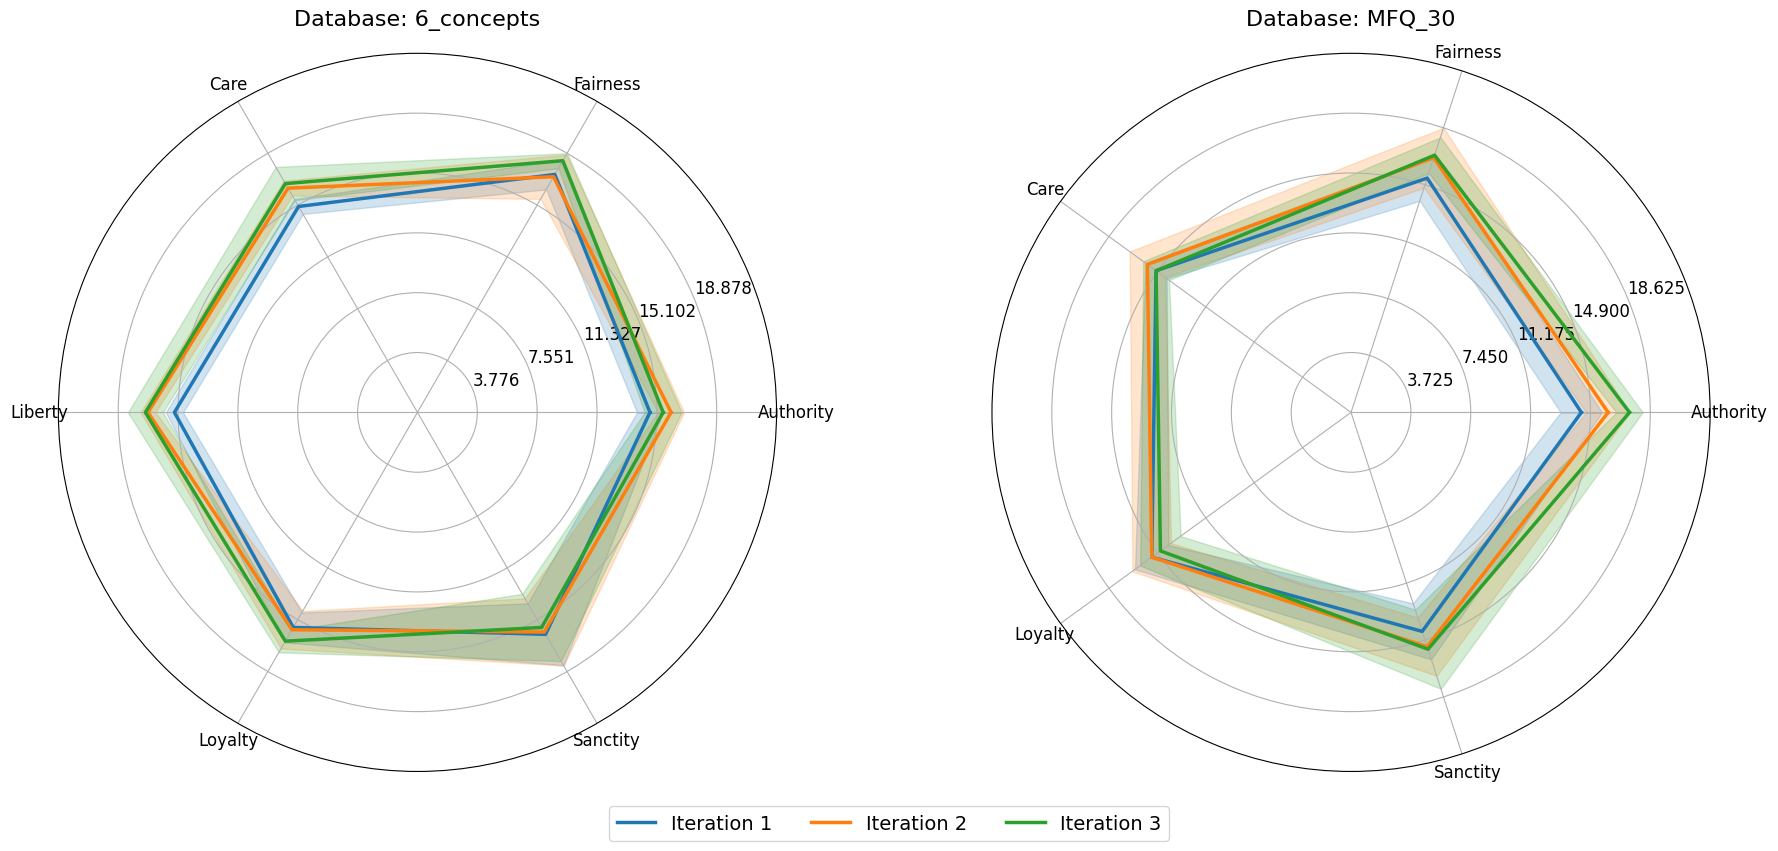 Database: 6_concepts
Care
Fairness
18.878
15.102
11.327
7.551
3.776
Liberty
Authority
Loyalty
Sanctity
Database: MFQ_30
Fairness
Care
18.625
14.900
11.175
7.450
3.725
Authority
Loyalty
Sanctity
Iteration 1
Iteration 2
Iteration 3